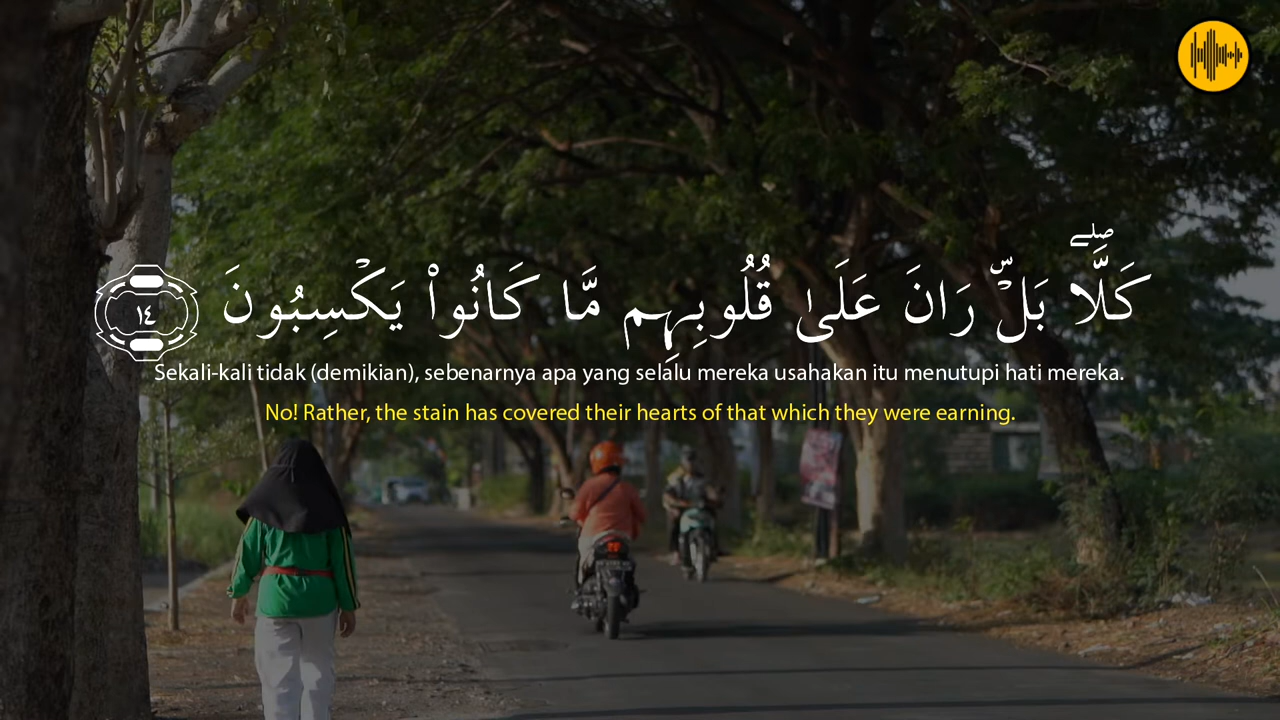 كَلَّا ۖ بَلْ ۜ رَانَ عَلَىٰ قُلُوبِهِم مَّا كَانُوا۟ يَكْسِبُونَ ١٤
Sekali-kali tidak (demikian), sebenarnya apa yang selalu mereka usahakan itu menutupi hati mereka.
No! Rather, the stain has covered their hearts of that which they were earning.